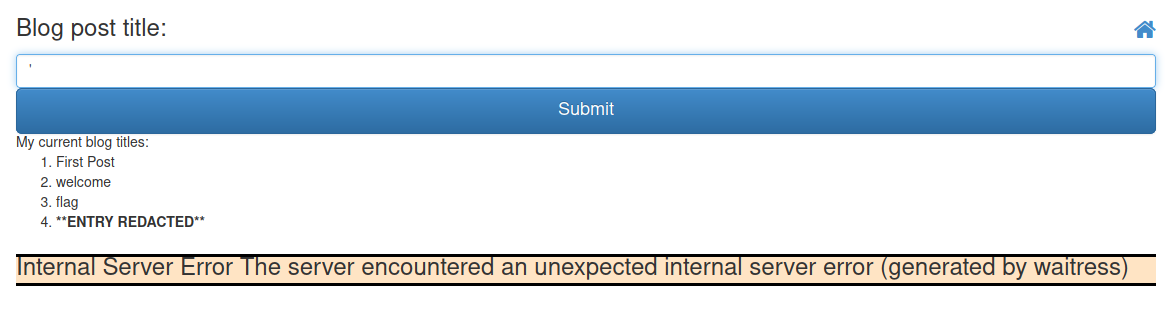 Blog post title:
'
Submit
My current blog titles:
1. First Post
2. welcome
3. flag
4. **ENTRY REDACTED**
Internal Server Error The server encountered an unexpected internal server error (generated by waitress)